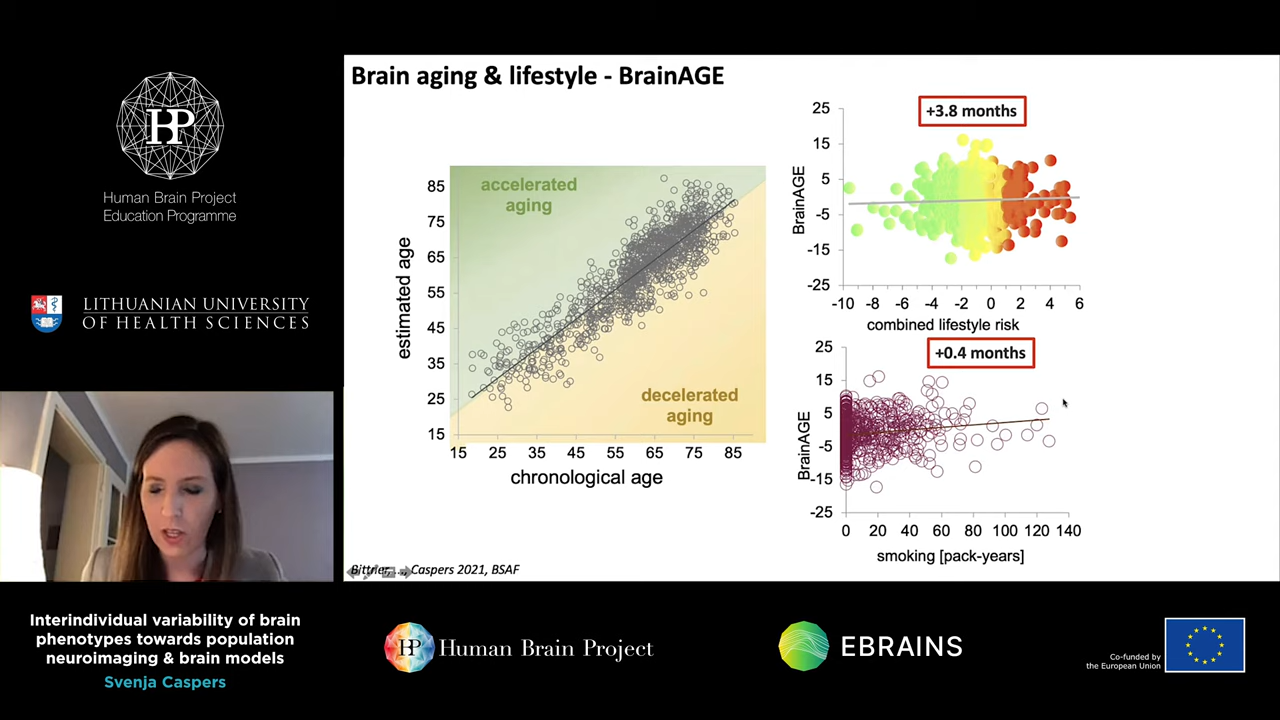 HP
Human Brain Project
Education Programme
LITHUANIAN UNIVERSITY
OF HEALTH SCIENCES
Brain aging & lifestyle - BrainAGE
accelerated
aging
decelerated
aging
estimated age
85
75
65
55
45
35
25
15
15 25 35 45 55 65 75 85
chronological age
+3.8 months
BrainAGE
25
15
5
-5
-15
-25
-10 -8 -6 -4 -2 0 2 4 6
combined lifestyle risk
+0.4 months
BrainAGE
25
15
5
-5
-15
-25
0 20 40 60 80 100 120 140
smoking [pack-years]
Caspers 2021, BSAF
Interindividual variability of brain
phenotypes towards population
neuroimaging & brain models
Svenja Caspers
HP Human Brain Project
EBRAINS
Co-funded by
the European Union